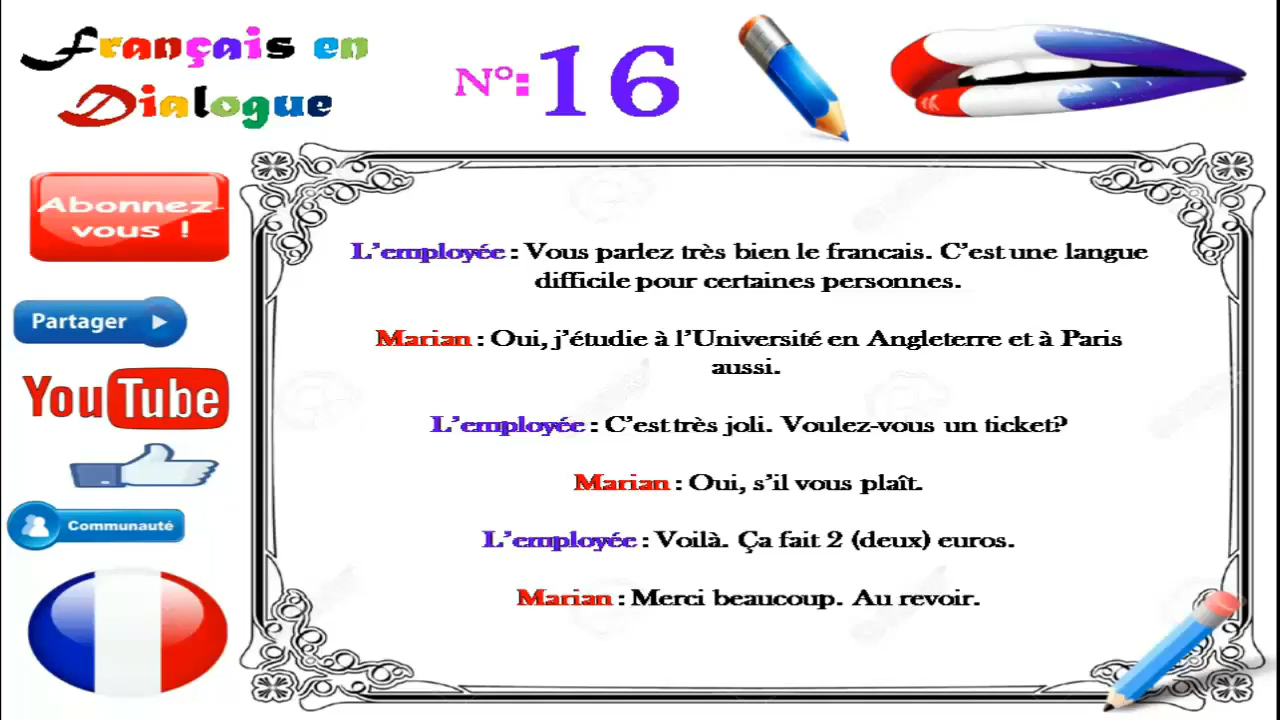 Français en
Dialogue
N°:16
Abonnez-
vous !
Partager
YouTube
Communauté
L'employée : Vous parlez très bien le francais. C'est une langue
difficile pour certaines personnes.
Marian : Oui, j'étudie à l'Université en Angleterre et à Paris
aussi.
L'employée : C'est très joli. Voulez-vous un ticket?
Marian : Oui, s'il vous plaît.
L'employée : Voilà. Ça fait 2 (deux) euros.
Marian : Merci beaucoup. Au revoir.